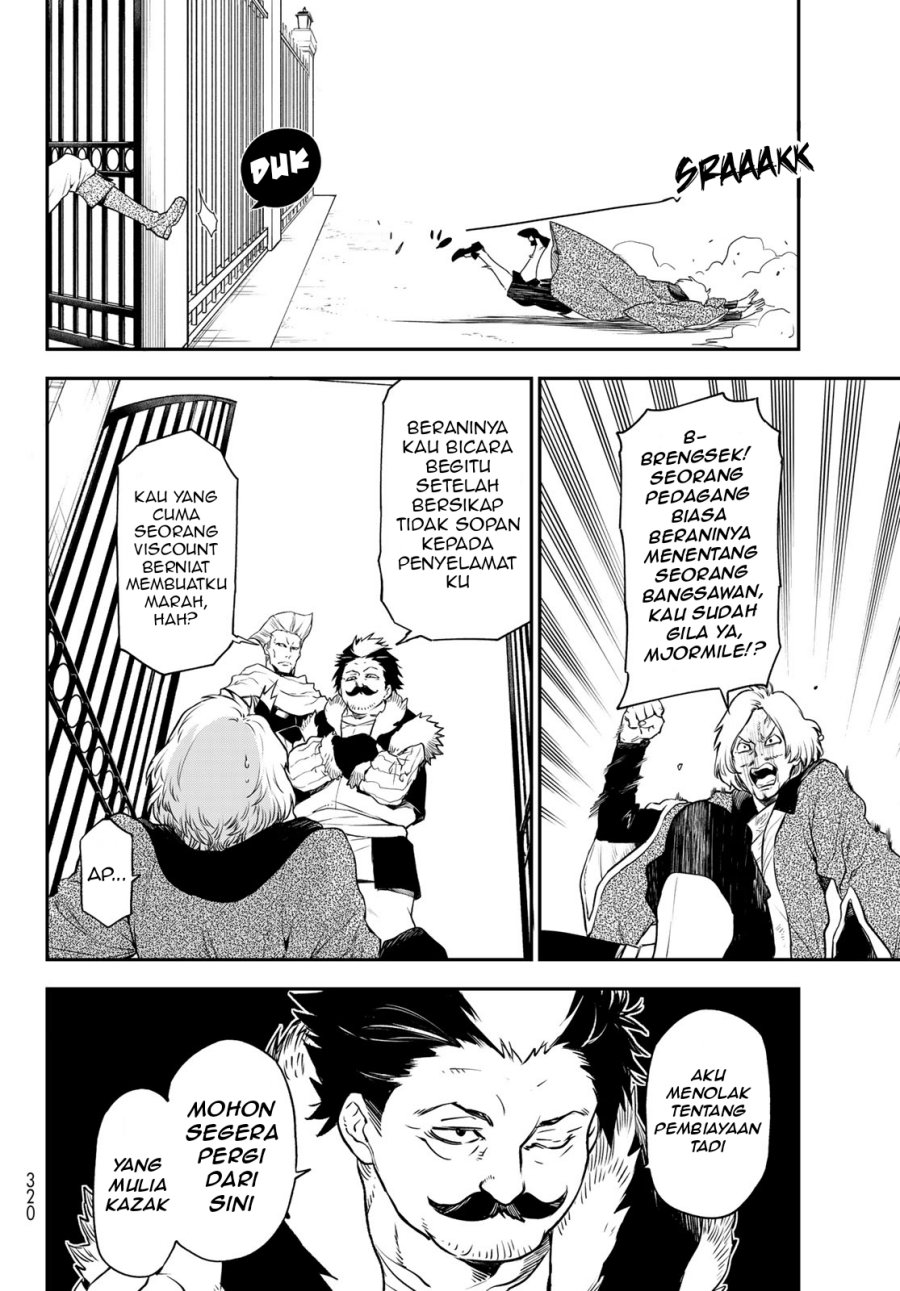 SRAAAKK
DUK
B-
BRENGSEK!
SEORANG
PEDAGANG
BIASA
BERANINYA
MENENTANG
SEORANG
BANGSAWAN,
KAU SUDAH
GILA YA,
MJORMILE!?
BERANINYA
KAU BICARA
BEGITU
SETELAH
BERSIKAP
TIDAK SOPAN
KEPADA
PENYELAMAT
KU
KAU YANG
CUMA
SEORANG
VISCOUNT
BERNIAT
MEMBUATKU
MARAH,
HAH?
AP...
AKU
MENOLAK
TENTANG
PEMBIAYAAN
TADI
MOHON
SEGERA
PERGI
DARI
SINI
YANG
MULIA
KAZAK
320